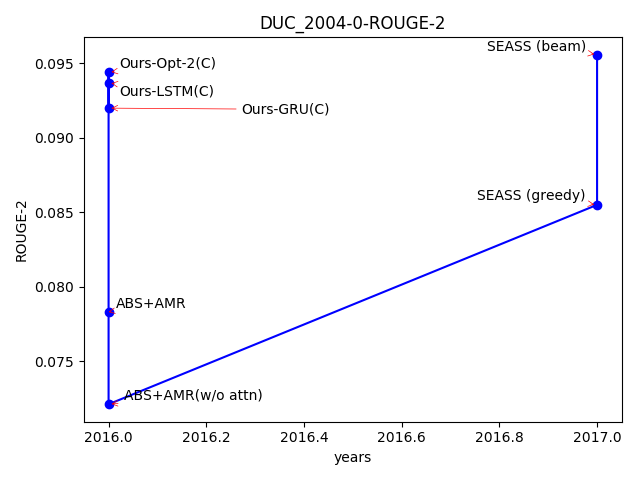 DUC_2004-0-ROUGE-2
ROUGE-2
0.095
0.090
0.085
0.080
0.075
SEASS (beam)
Ours-Opt-2(C)
Ours-LSTM(C)
Ours-GRU(C)
SEASS (greedy)
ABS+AMR
ABS+AMR(w/o attn)
2016.0 2016.2 2016.4 2016.6 2016.8 2017.0
years